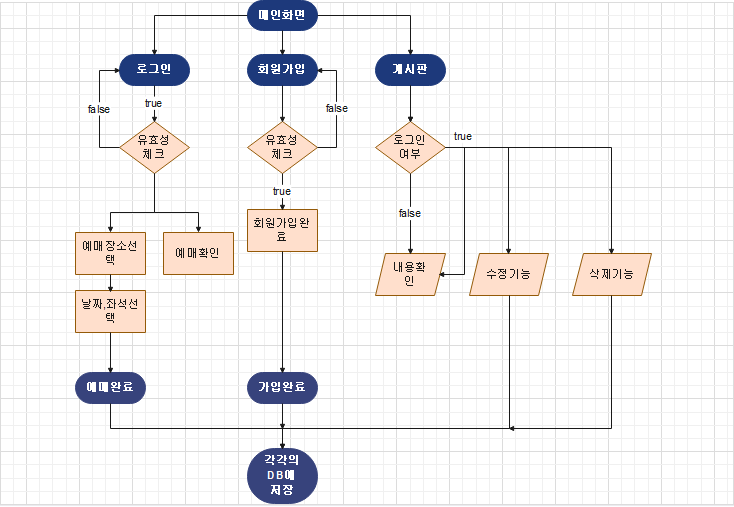 메인화면
로그인
회원가입
게시판
false
true
false
true
유효성
체크
유효성
체크
로그인
여부
true
false
예매장소선
택
예매확인
회원가입완
료
내용확
인
수정기능
삭제기능
날짜,좌석선
택
예매완료
가입완료
각각의
DB에
저장